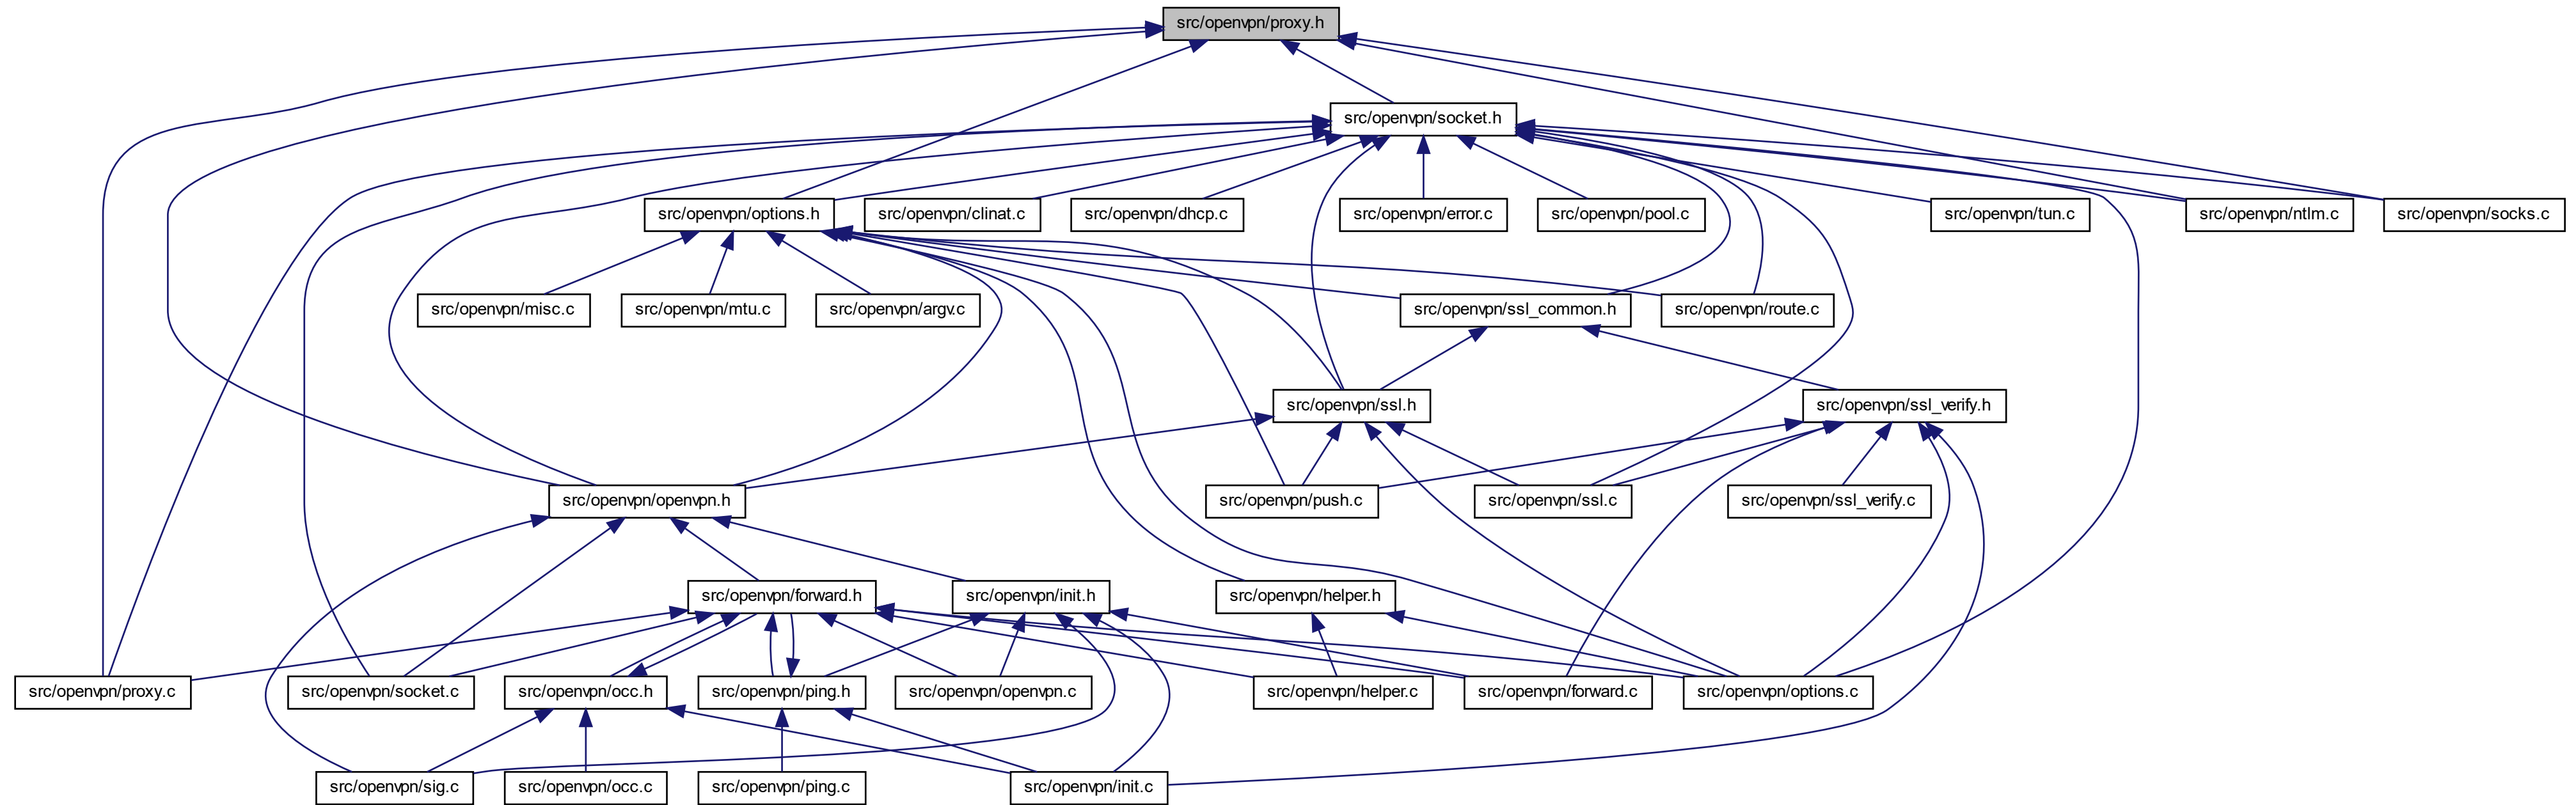 src/openvpn/proxy.h
src/openvpn/socket.h
src/openvpn/options.h
src/openvpn/clinat.c
src/openvpn/dhcp.c
src/openvpn/error.c
src/openvpn/pool.c
src/openvpn/tun.c
src/openvpn/ntlm.c
src/openvpn/socks.c
src/openvpn/misc.c
src/openvpn/mtu.c
src/openvpn/argv.c
src/openvpn/ssl_common.h
src/openvpn/route.c
src/openvpn/ssl.h
src/openvpn/ssl_verify.h
src/openvpn/openvpn.h
src/openvpn/push.c
src/openvpn/ssl.c
src/openvpn/ssl_verify.c
src/openvpn/forward.h
src/openvpn/init.h
src/openvpn/helper.h
src/openvpn/proxy.c
src/openvpn/socket.c
src/openvpn/occ.h
src/openvpn/ping.h
src/openvpn/openvpn.c
src/openvpn/helper.c
src/openvpn/forward.c
src/openvpn/options.c
src/openvpn/sig.c
src/openvpn/occ.c
src/openvpn/ping.c
src/openvpn/init.c